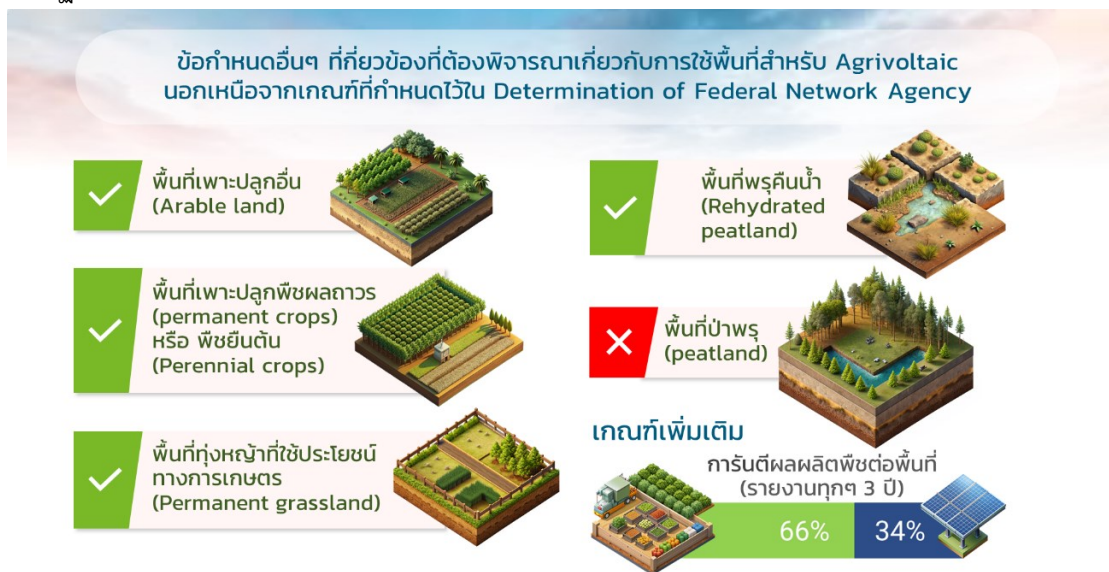 ข้อกำหนดอื่นๆ ที่กี่ยวข้องที่ต้องพิจารณาเกี่ยวกับการใช้พื้นที่สำหรับ Agrivoltaic
นอกเหนือจากเกณฑ์ที่กำหนดไว้ใน Determination of Federal Network Agency
พื้นที่เพาะปลูกอื่น
(Arable land)
พื้นที่เพาะปลูกพืชผลถาวร
(permanent crops)
หรือ พืชยืนต้น
(Perennial crops)
พื้นที่ทุ่งหญ้าที่ใช้ประโยชน์
ทางการเกษตร
(Permanent grassland)
พื้นที่พรุคืนน้ำ
(Rehydrated
peatland)
พื้นที่ป่าพรุ
(peatland)
เกณฑ์เพิ่มเติม
การันตีผลผลิตพืชต่อพื้นที่
(รายงานทุกๆ 3 ปี)
66%
34%